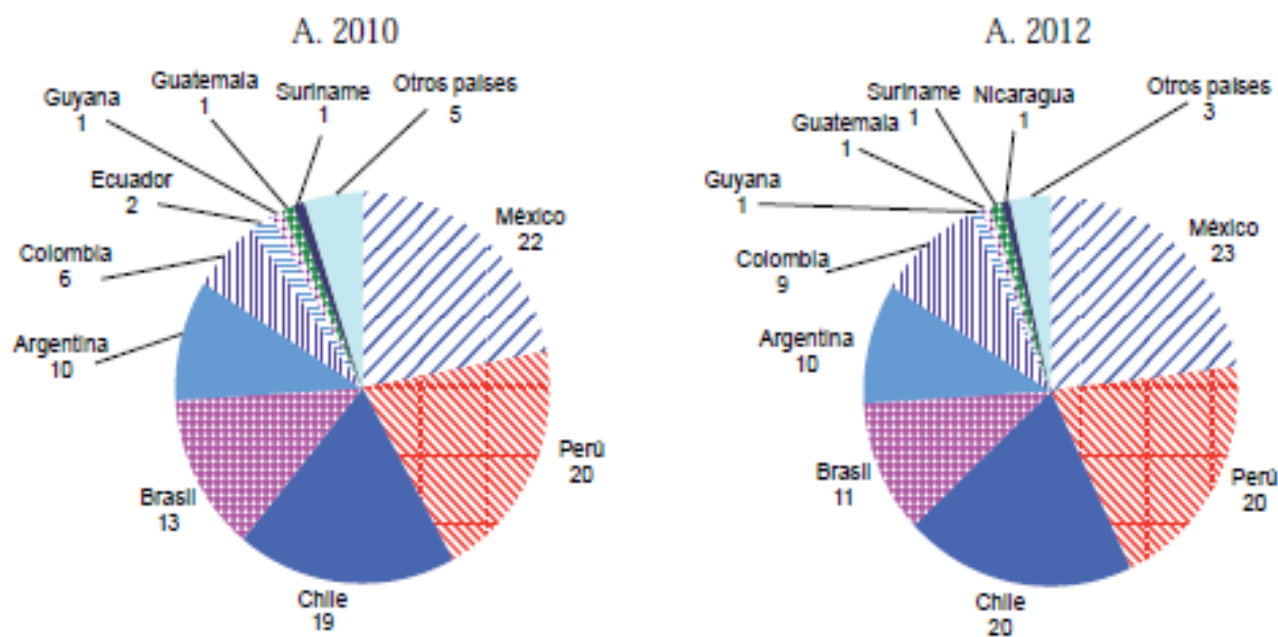 A. 2010
Guatemala
1
Suriname
1
Otros países
5
Guyana
1
Ecuador
2
Colombia
6
Argentina
10
Brasil
13
Chile
19
Perú
20
México
22
A. 2012
Suriname
1
Nicaragua
1
Otros países
3
Guatemala
1
Guyana
1
Colombia
9
Argentina
10
Brasil
11
Chile
20
Perú
20
México
23